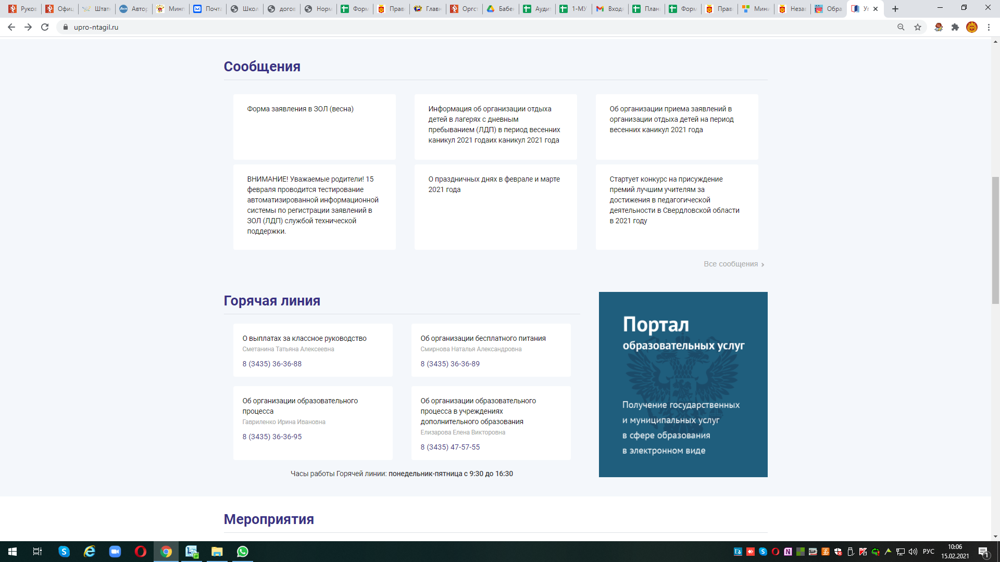 Руков
Офиц
Штатн
Автор
Минп
Почта
Школ
догов
Норм
Форм
Прав
Главн
Оргст
Бабен
Аудит
1-МУ
Входя
План
Форм
Прав
Мини
Незав
Обра
Уп
upro-ntagil.ru
Сообщения
Форма заявления в ЗОЛ (весна)
Информация об организации отдыха
детей в лагерях с дневным
пребыванием (ЛДП) в период весенних
каникул 2021 годаих каникул 2021 года
Об организации приема заявлений в
организации отдыха детей на период
весенних каникул 2021 года
ВНИМАНИЕ! Уважаемые родители! 15
февраля проводится тестирование
автоматизированной информационной
системы по регистрации заявлений в
ЗОЛ (ЛДП) службой технической
поддержки.
О праздничных днях в феврале и марте
2021 года
Стартует конкурс на присуждение
премий лучшим учителям за
достижения в педагогической
деятельности в Свердловской области
в 2021 году
Все сообщения
Горячая линия
О выплатах за классное руководство
Сметанина Татьяна Алексеевна
8 (3435) 36-36-88
Об организации бесплатного питания
Смирнова Наталья Александровна
8 (3435) 36-36-89
Об организации образовательного
процесса
Гавриленко Ирина Ивановна
8 (3435) 36-36-95
Об организации образовательного
процесса в учреждениях
дополнительного образования
Елизарова Елена Викторовна
8 (3435) 47-57-55
Часы работы Горячей линии: понедельник-пятница с 9:30 до 16:30
Портал
образовательных услуг
Получение государственных
и муниципальных услуг
в сфере образования
в электронном виде
Мероприятия
РУС
10:06
15.02.2021
1